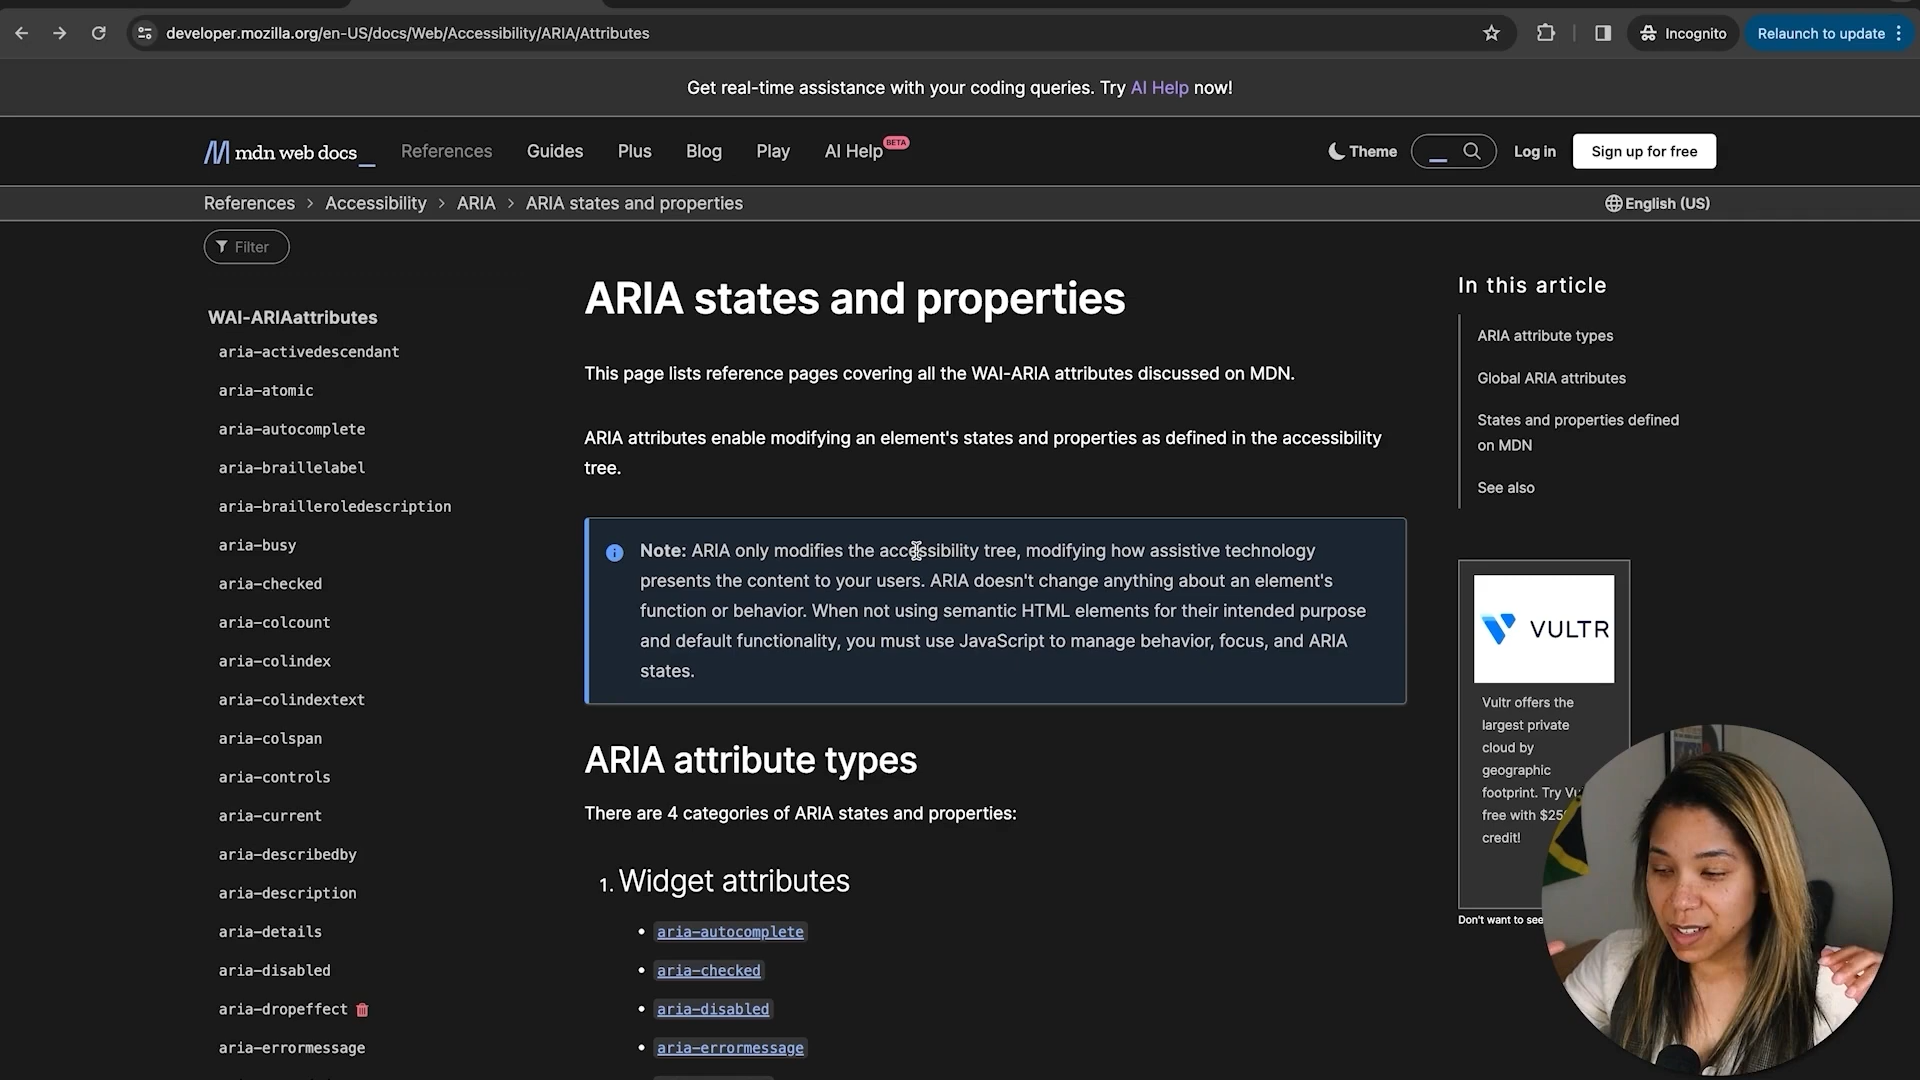 developer.mozilla.org/en-US/docs/Web/Accessibility/ARIA/Attributes
Incognito
Relaunch to update
Get real-time assistance with your coding queries. Try AI Help now!
mdn web docs_
References
Guides
Plus
Blog
Play
AI Help
BETA
Theme
Log in
Sign up for free
References > Accessibility > ARIA > ARIA states and properties
English (US)
Filter
WAI-ARIAattributes
aria-activedescendant
aria-atomic
aria-autocomplete
aria-braillelabel
aria-brailleroledescription
aria-busy
aria-checked
aria-colcount
aria-colindex
aria-colindextext
aria-colspan
aria-controls
aria-current
aria-describedby
aria-description
aria-details
aria-disabled
aria-dropeffect
aria-errormessage
ARIA states and properties
This page lists reference pages covering all the WAI-ARIA attributes discussed on MDN.
ARIA attributes enable modifying an element's states and properties as defined in the accessibility
tree.
Note: ARIA only modifies the accessibility tree, modifying how assistive technology
presents the content to your users. ARIA doesn't change anything about an element's
function or behavior. When not using semantic HTML elements for their intended purpose
and default functionality, you must use JavaScript to manage behavior, focus, and ARIA
states.
ARIA attribute types
There are 4 categories of ARIA states and properties:
1. Widget attributes
• aria-autocomplete
• aria-checked
• aria-disabled
• aria-errormessage
In this article
ARIA attribute types
Global ARIA attributes
States and properties defined
on MDN
See also
VULTR
Vultr offers the
largest private
cloud by
geographic
footprint. Try
free with
credit!
Don't want to see